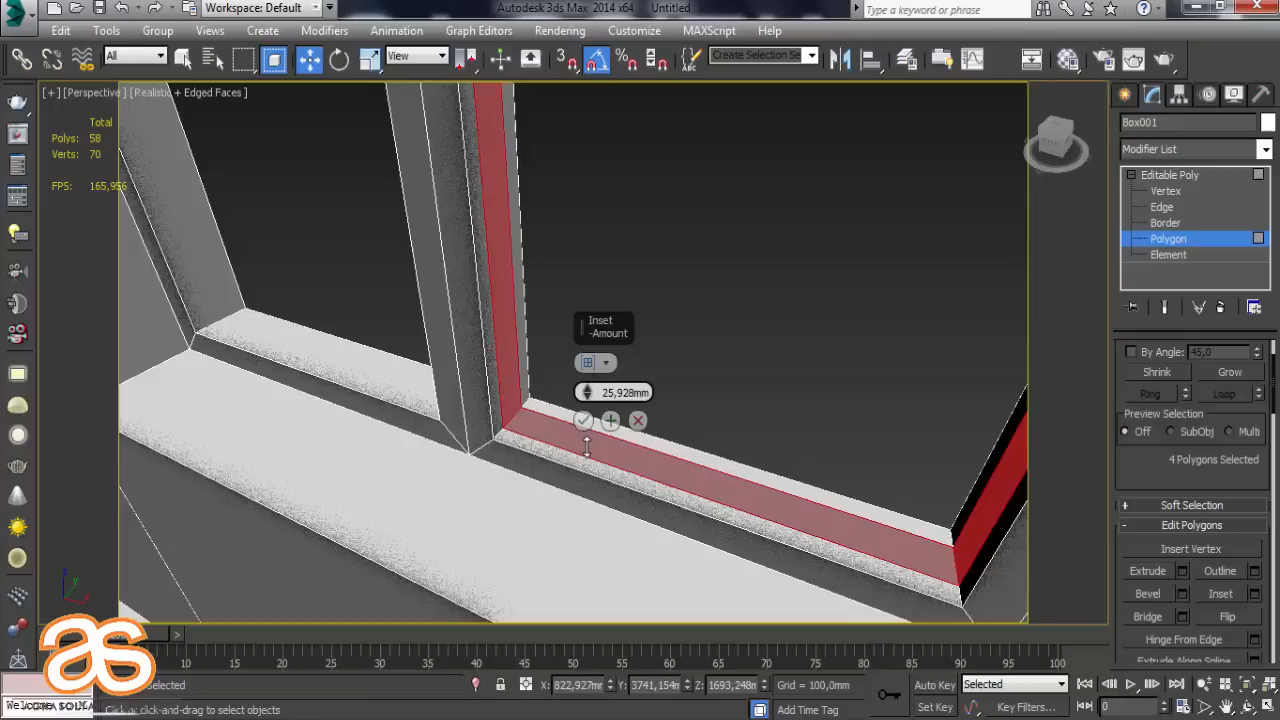 Workspace: Default
Autodesk 3ds Max 2014 x64
Untitled
Type a keyword or phrase
Edit
Tools
Group
Views
Create
Modifiers
Animation
Graph Editors
Rendering
Customize
MAXScript
Help
All
View
3
Create Selection Se
[ + ] [Perspective ] [ Realistic + Edged Faces ]
Total
Polys: 58
Verts: 70
FPS: 165,956
Box001
Modifier List
Editable Poly
Vertex
Edge
Border
Polygon
Element
Inset
-Amount
25,928mm
By Angle: 45,0
Shrink
Grow
Ring
Loop
Preview Selection
Off
SubObj
Multi
4 Polygons Selected
+ Soft Selection
- Edit Polygons
Insert Vertex
Extrude
Outline
Bevel
Inset
Bridge
Flip
Hinge From Edge
Extrude Along Spline
as
>
10 15 20 25 30 35 40 45 50 55 60 65 70 75 80 85 90 95 100
Selected
X: 822,927mm
Y: 3741,154m
Z: 1693,248m
Grid = 100,0mm
Auto Key
Selected
Welcome
Click or click-and-drag to select objects
Add Time Tag
Set Key
Key Filters...
0